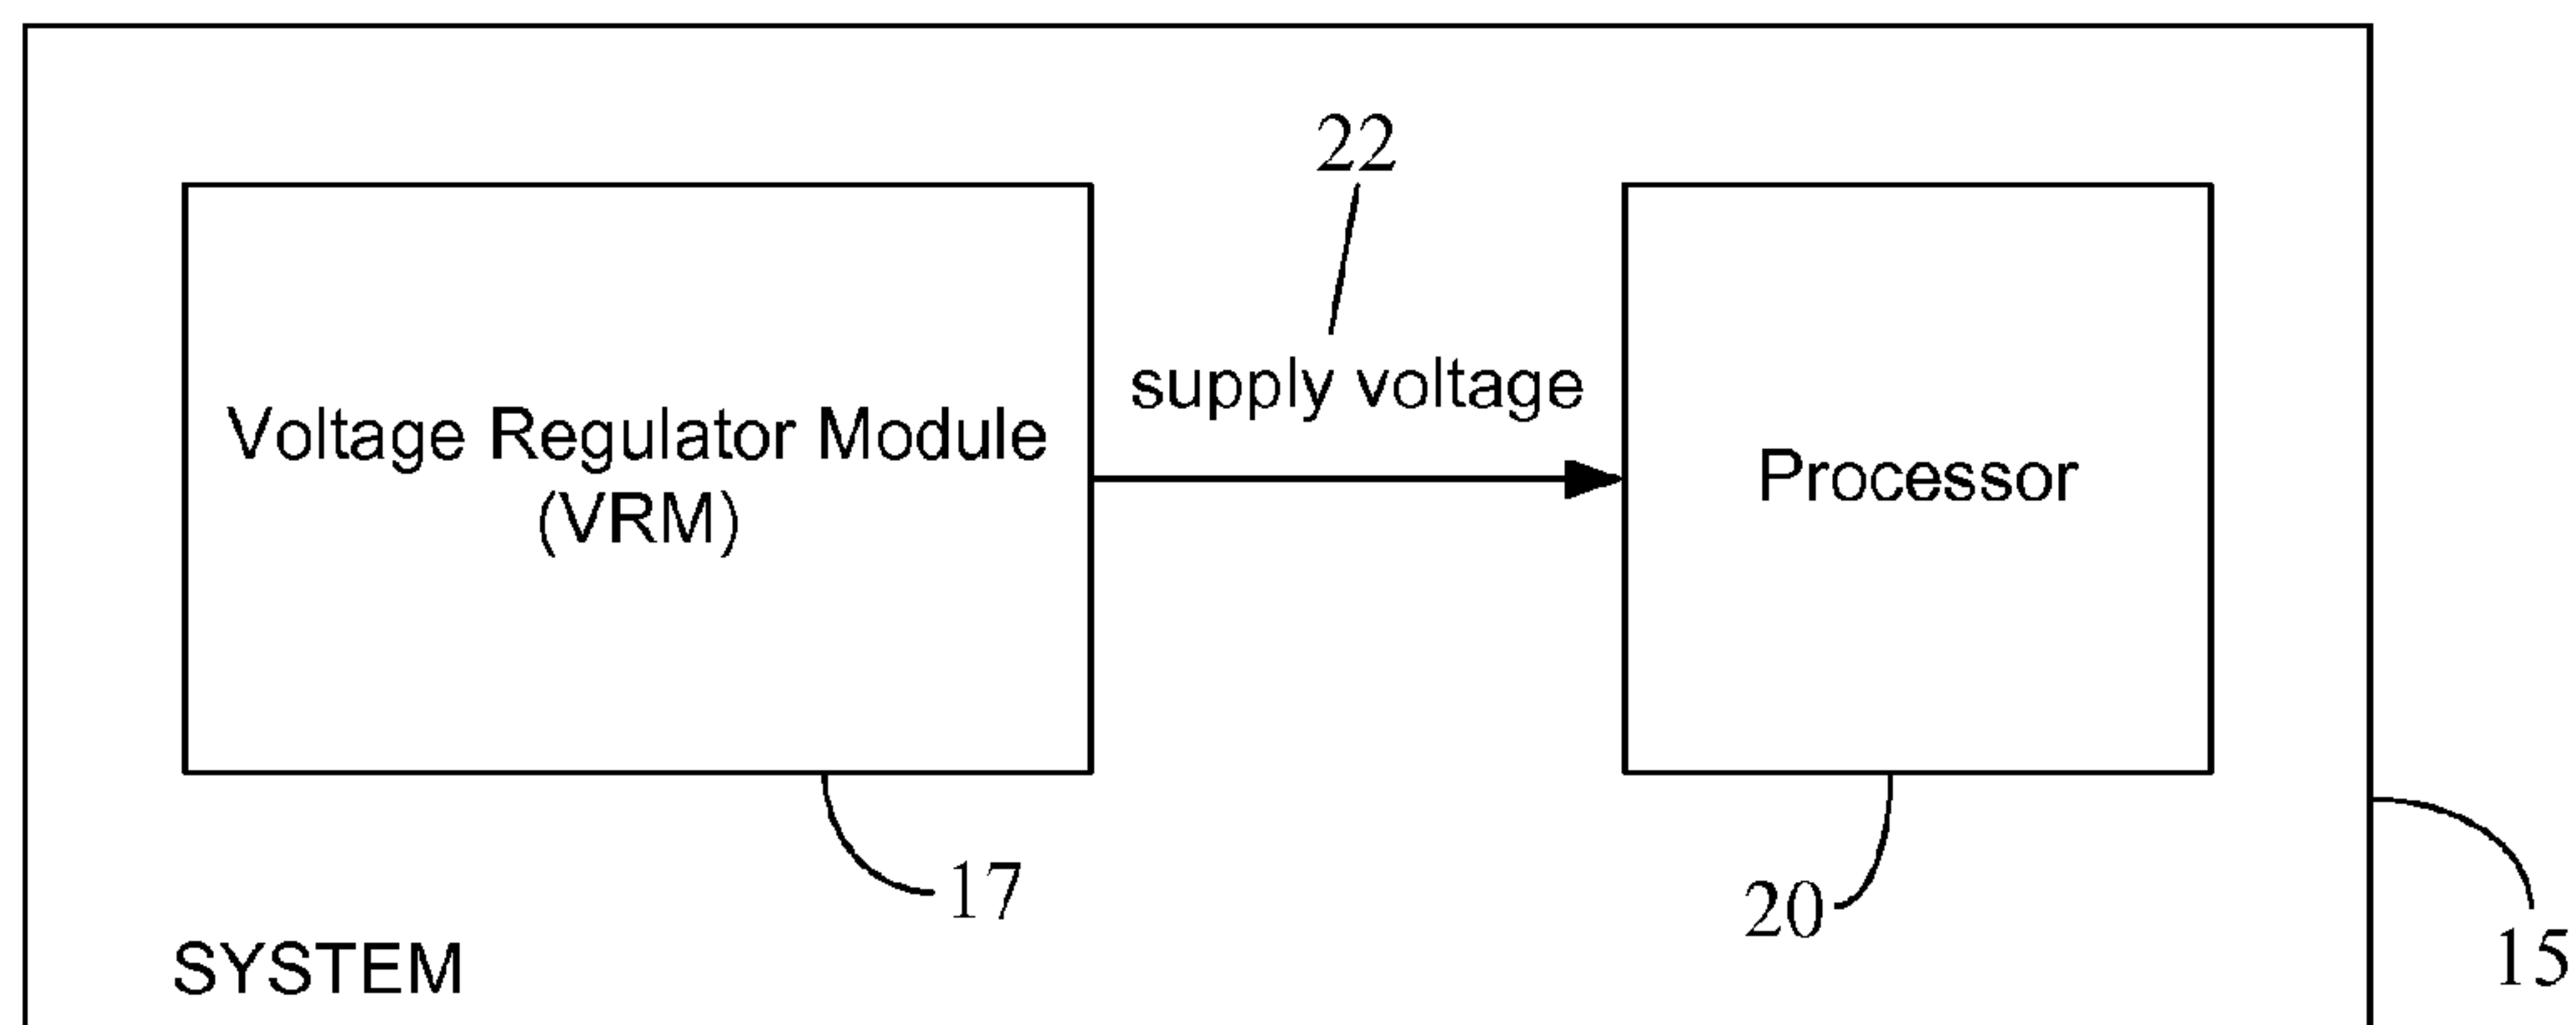 22
supply voltage
Voltage Regulator Module
(VRM)
Processor
17
20
15
SYSTEM